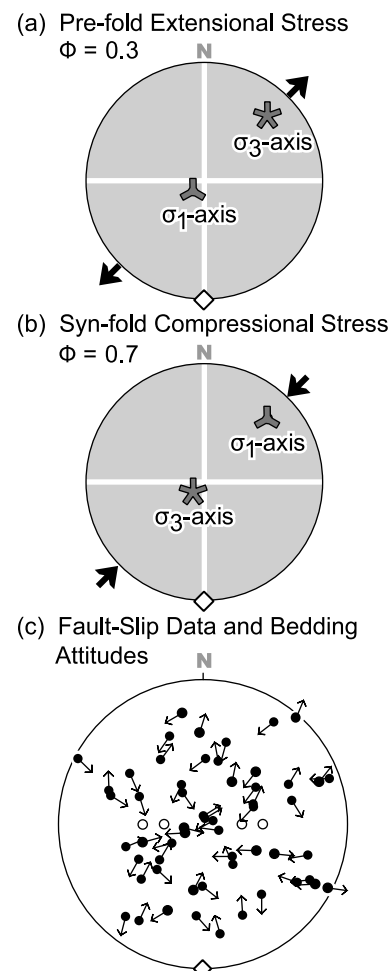 (a) Pre-fold Extensional Stress
Φ = 0.3
N
σ3-axis
σ1-axis
(b) Syn-fold Compressional Stress
Φ = 0.7
N
σ1-axis
σ3-axis
(c) Fault-Slip Data and Bedding
Attitudes
N